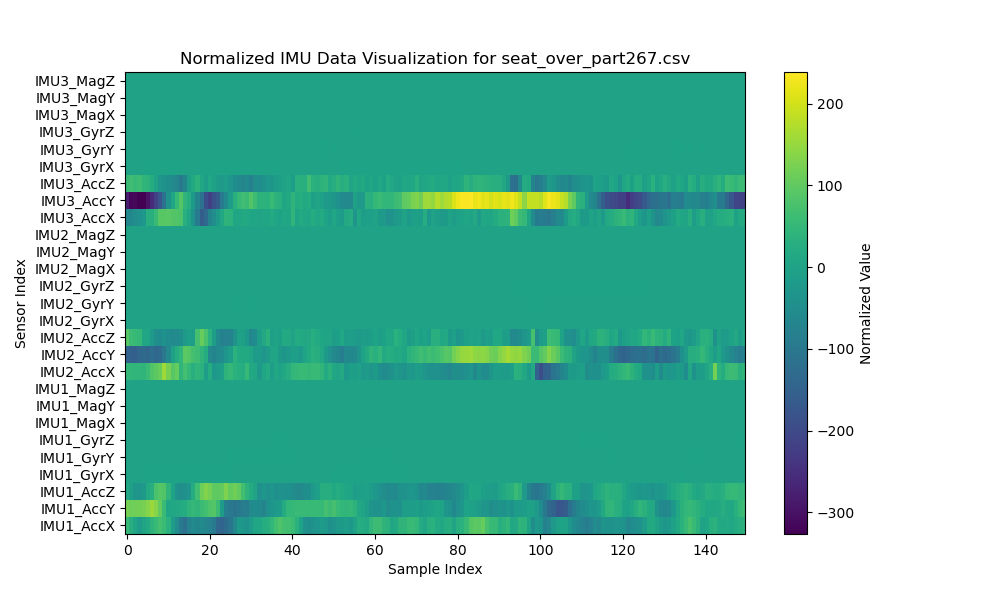 Normalized IMU Data Visualization for seat_over_part267.csv
IMU3_MagZ
IMU3_MagY
IMU3_MagX
IMU3_GyrZ
IMU3_GyrY
IMU3_GyrX
IMU3_AccZ
IMU3_AccY
IMU3_AccX
IMU2_MagZ
IMU2_MagY
IMU2_MagX
IMU2_GyrZ
IMU2_GyrY
IMU2_GyrX
IMU2_AccZ
IMU2_AccY
IMU2_AccX
IMU1_MagZ
IMU1_MagY
IMU1_MagX
IMU1_GyrZ
IMU1_GyrY
IMU1_GyrX
IMU1_AccZ
IMU1_AccY
IMU1_AccX
Sensor Index
0 20 40 60 80 100 120 140
Sample Index
200
100
0
−100
−200
−300
Normalized Value